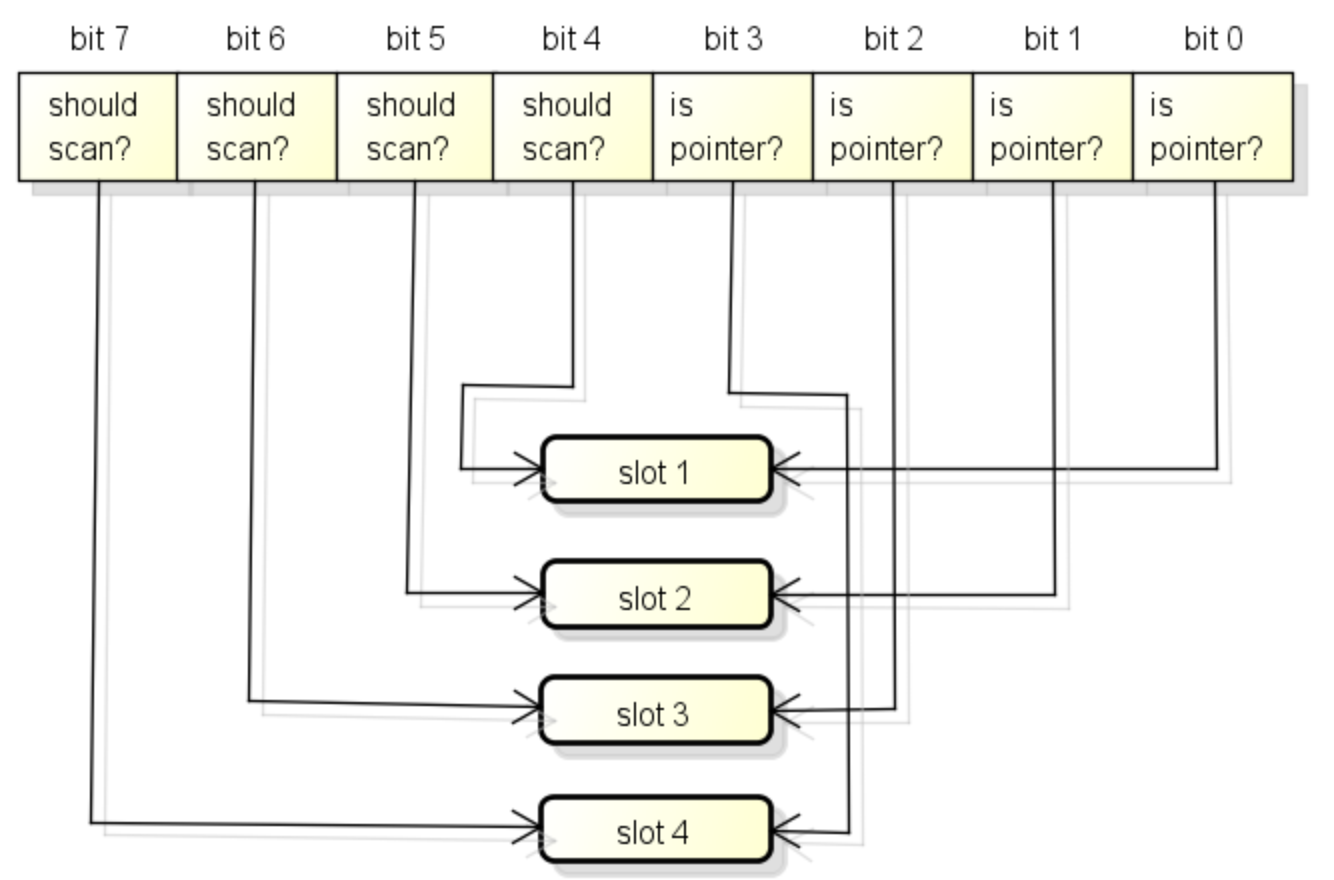 bit 7 bit 6 bit 5 bit 4 bit 3 bit 2 bit 1 bit 0
should should should should is is is is
scan? scan? scan? scan? pointer? pointer? pointer? pointer?
slot 1
slot 2
slot 3
slot 4